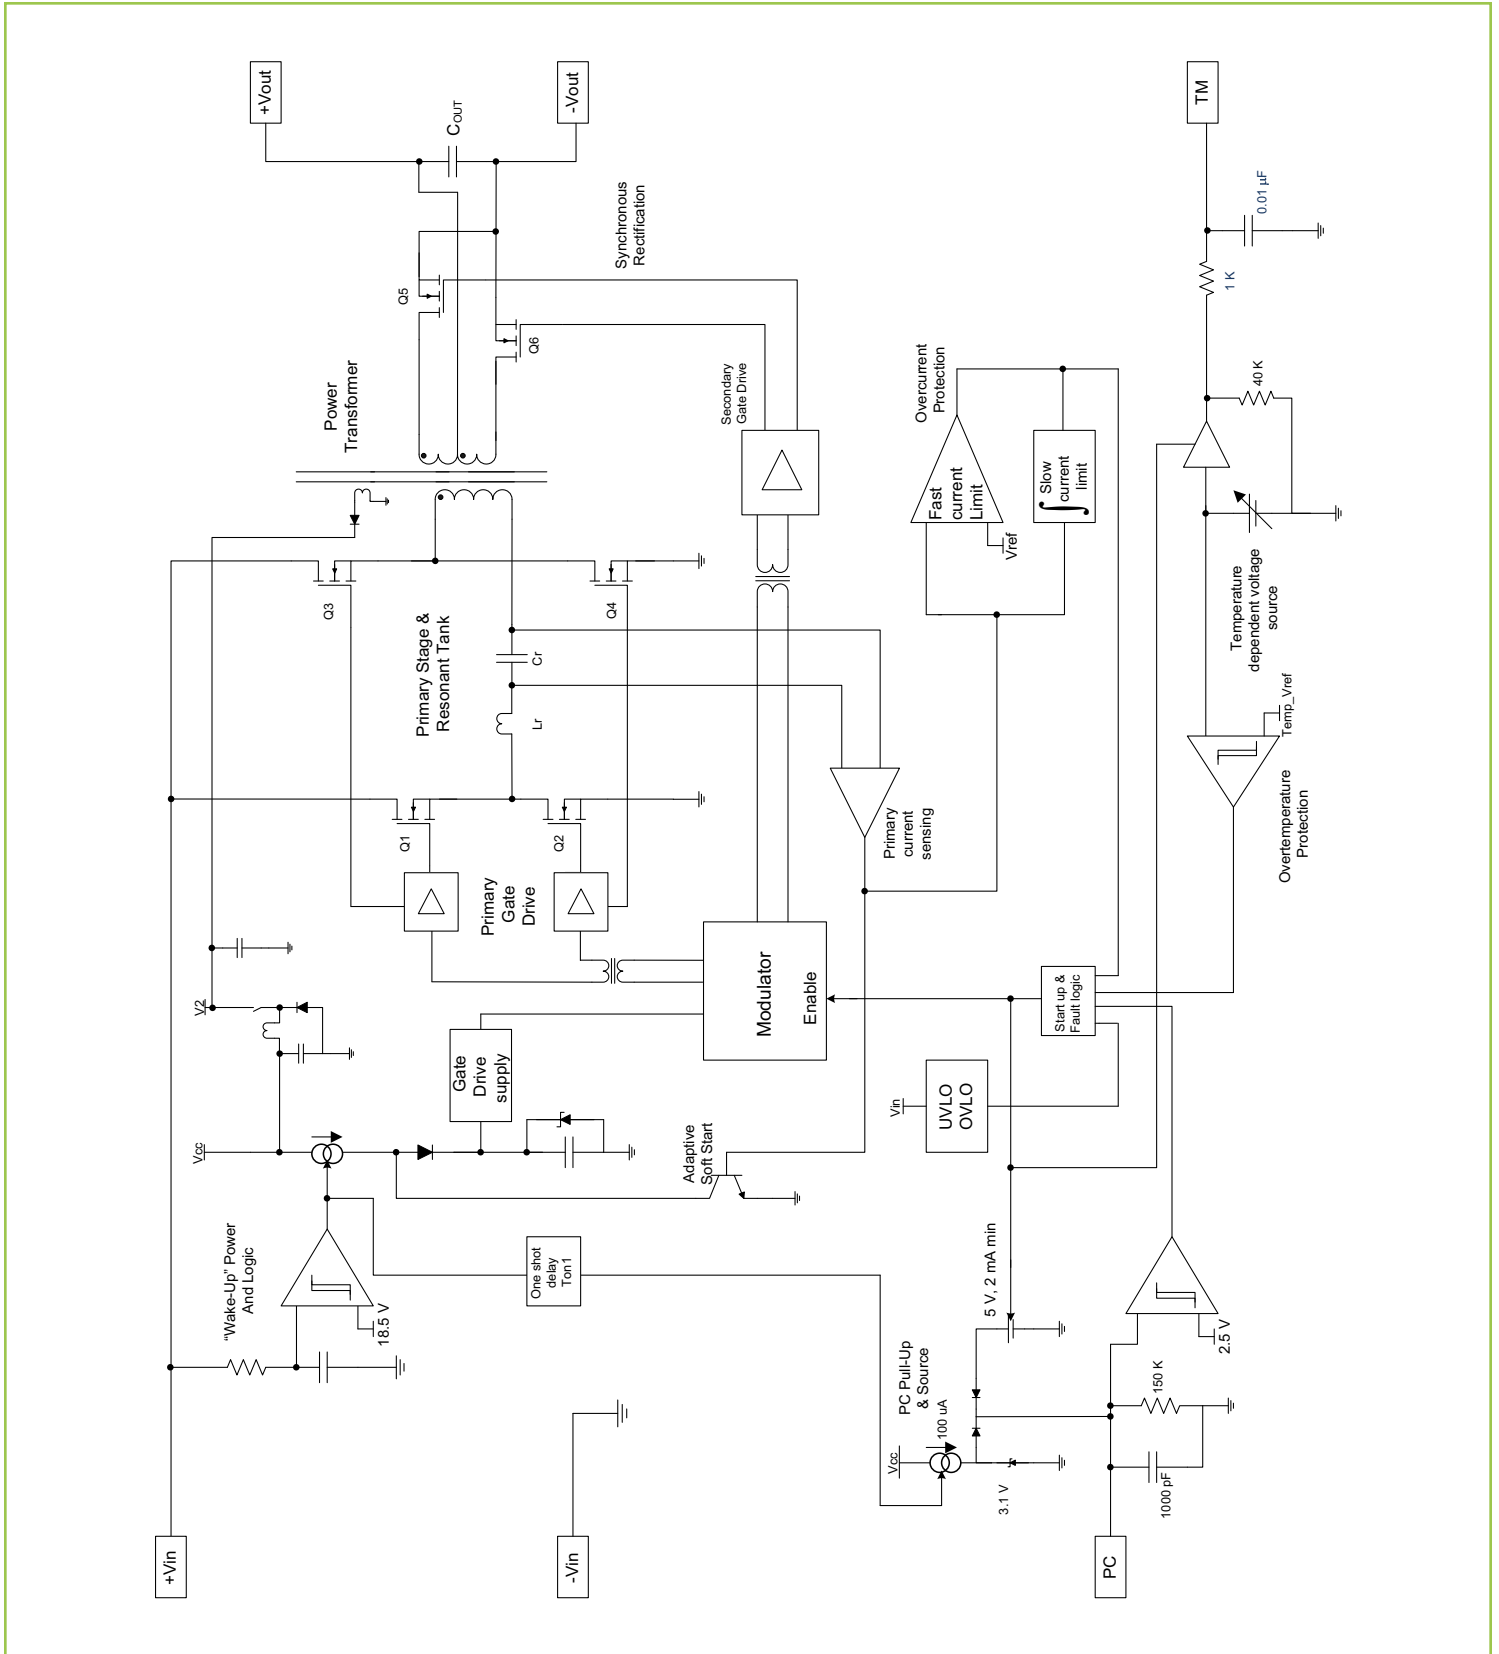 +Vin
-Vin
PC
"Wake-Up" Power
And Logic
18.5 V
Vcc
V2
One shot
delay
Ton1
PC Pull-Up
& Source
Vcc
100 uA
3.1 V
5 V, 2 mA min
1000 pF
150 K
2.5 V
Gate
Drive
supply
Adaptive
Soft Start
Vin
UVLO
OVLO
Start up &
Fault logic
Modulator
Enable
Primary
Gate
Drive
Q1
Q2
Q3
Q4
Primary Stage &
Resonant Tank
Lr
Cr
Primary
current
sensing
Power
Transformer
Secondary
Gate Drive
Q5
Q6
Synchronous
Rectification
COUT
+Vout
-Vout
Overcurrent
Protection
Fast
current
Limit
Vref
Slow
current
limit
Overtemperature
Protection
Temp_Vref
Temperature
dependent voltage
source
40 K
1 K
0.01 µF
TM